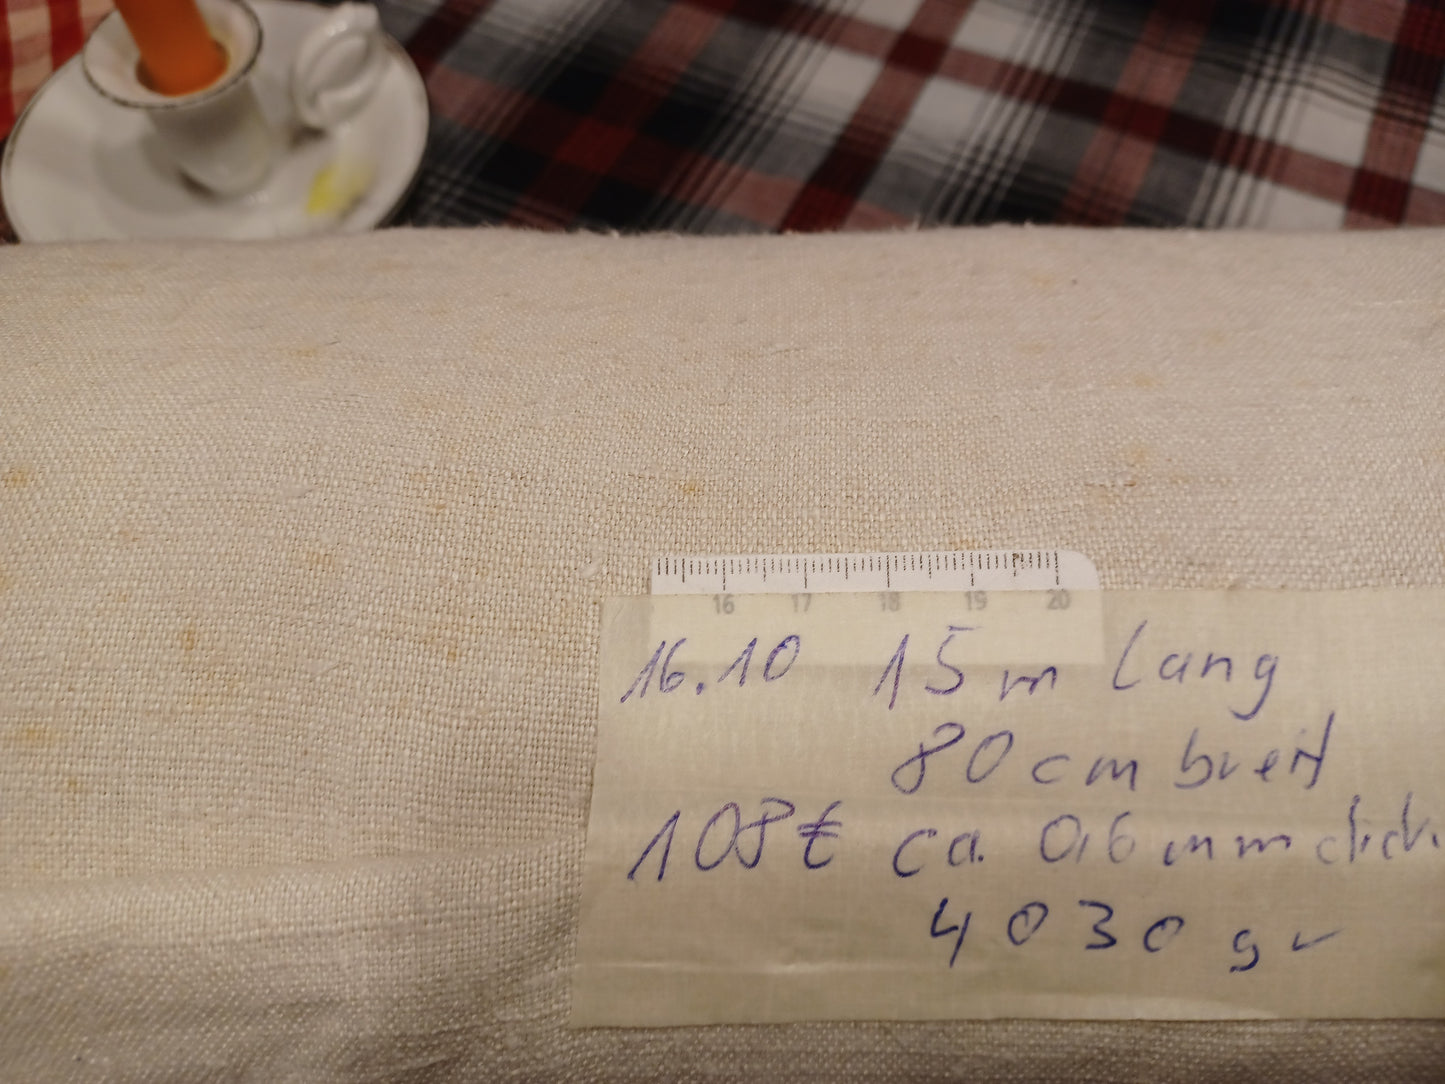 16 17 18 19 20
16.10 15 m lang
80 cm breit
108 € ca. 0,6 mm dick
4030 gr